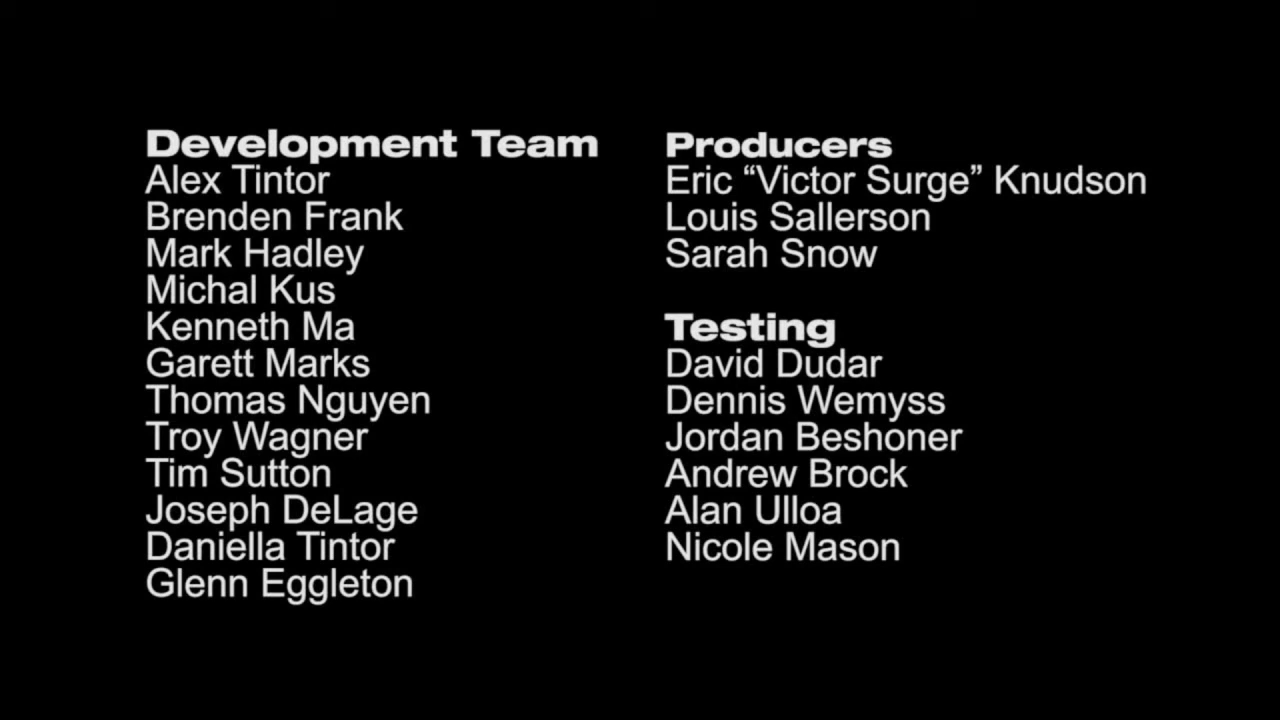 Development Team
Alex Tintor
Brenden Frank
Mark Hadley
Michal Kus
Kenneth Ma
Garett Marks
Thomas Nguyen
Troy Wagner
Tim Sutton
Joseph DeLage
Daniella Tintor
Glenn Eggleton
Producers
Eric “Victor Surge” Knudson
Louis Sallerson
Sarah Snow
Testing
David Dudar
Dennis Wemyss
Jordan Beshoner
Andrew Brock
Alan Ulloa
Nicole Mason